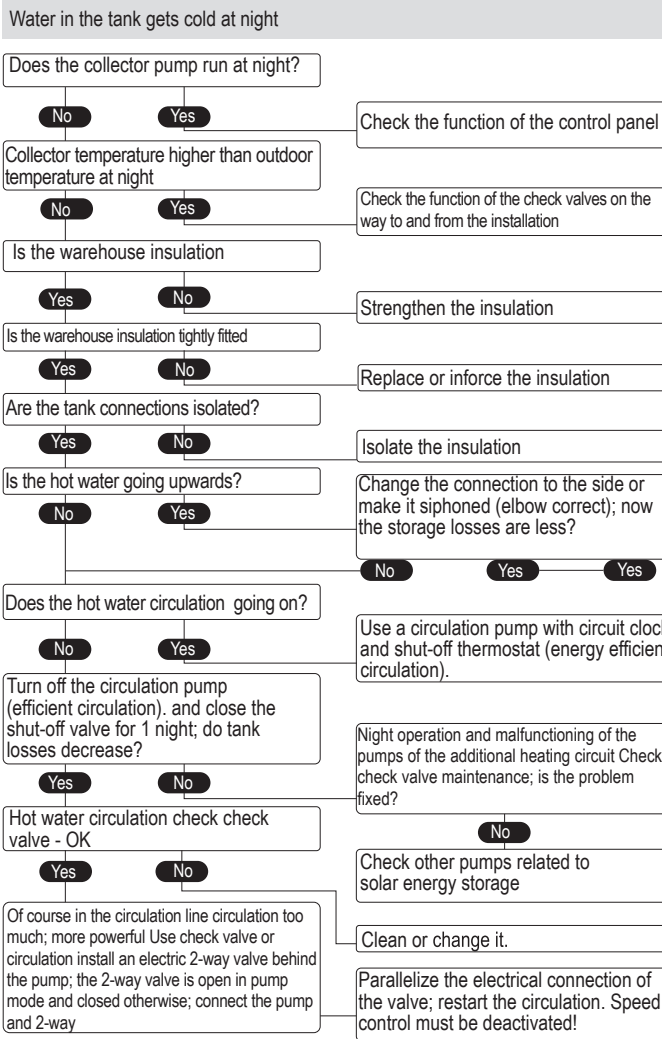 Water in the tank gets cold at night
Does the collector pump run at night?
No
Yes
Check the function of the control panel
Collector temperature higher than outdoor
temperature at night
No
Yes
Check the function of the check valves on the
way to and from the installation
Is the warehouse insulation
Yes
No
Strengthen the insulation
Is the warehouse insulation tightly fitted
Yes
No
Replace or inforce the insulation
Are the tank connections isolated?
Yes
No
Isolate the insulation
Is the hot water going upwards?
No
Yes
Change the connection to the side or
make it siphoned (elbow correct); now
the storage losses are less?
No
Yes
Yes
Does the hot water circulation going on?
No
Yes
Use a circulation pump with circuit clock
and shut-off thermostat (energy efficien
circulation).
Turn off the circulation pump
(efficient circulation). and close the
shut-off valve for 1 night; do tank
losses decrease?
Yes
No
Night operation and malfunctioning of the
pumps of the additional heating circuit Check
check valve maintenance; is the problem
fixed?
No
Check other pumps related to
solar energy storage
Hot water circulation check check
valve - OK
Yes
No
Clean or change it.
Of course in the circulation line circulation too
much; more powerful Use check valve or
circulation install an electric 2-way valve behind
the pump; the 2-way valve is open in pump
mode and closed otherwise; connect the pump
and 2-way
Parallelize the electrical connection of
the valve; restart the circulation. Speed
control must be deactivated!